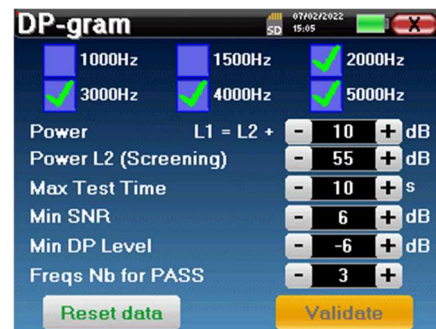 DP-gram SD 07/02/2022 15:05 X
1000Hz 1500Hz 2000Hz
3000Hz 4000Hz 5000Hz
Power L1 = L2 + - 10 + dB
Power L2 (Screening) - 55 + dB
Max Test Time - 10 + s
Min SNR - 6 + dB
Min DP Level - -6 + dB
Freqs Nb for PASS - 3 +
Reset data Validate